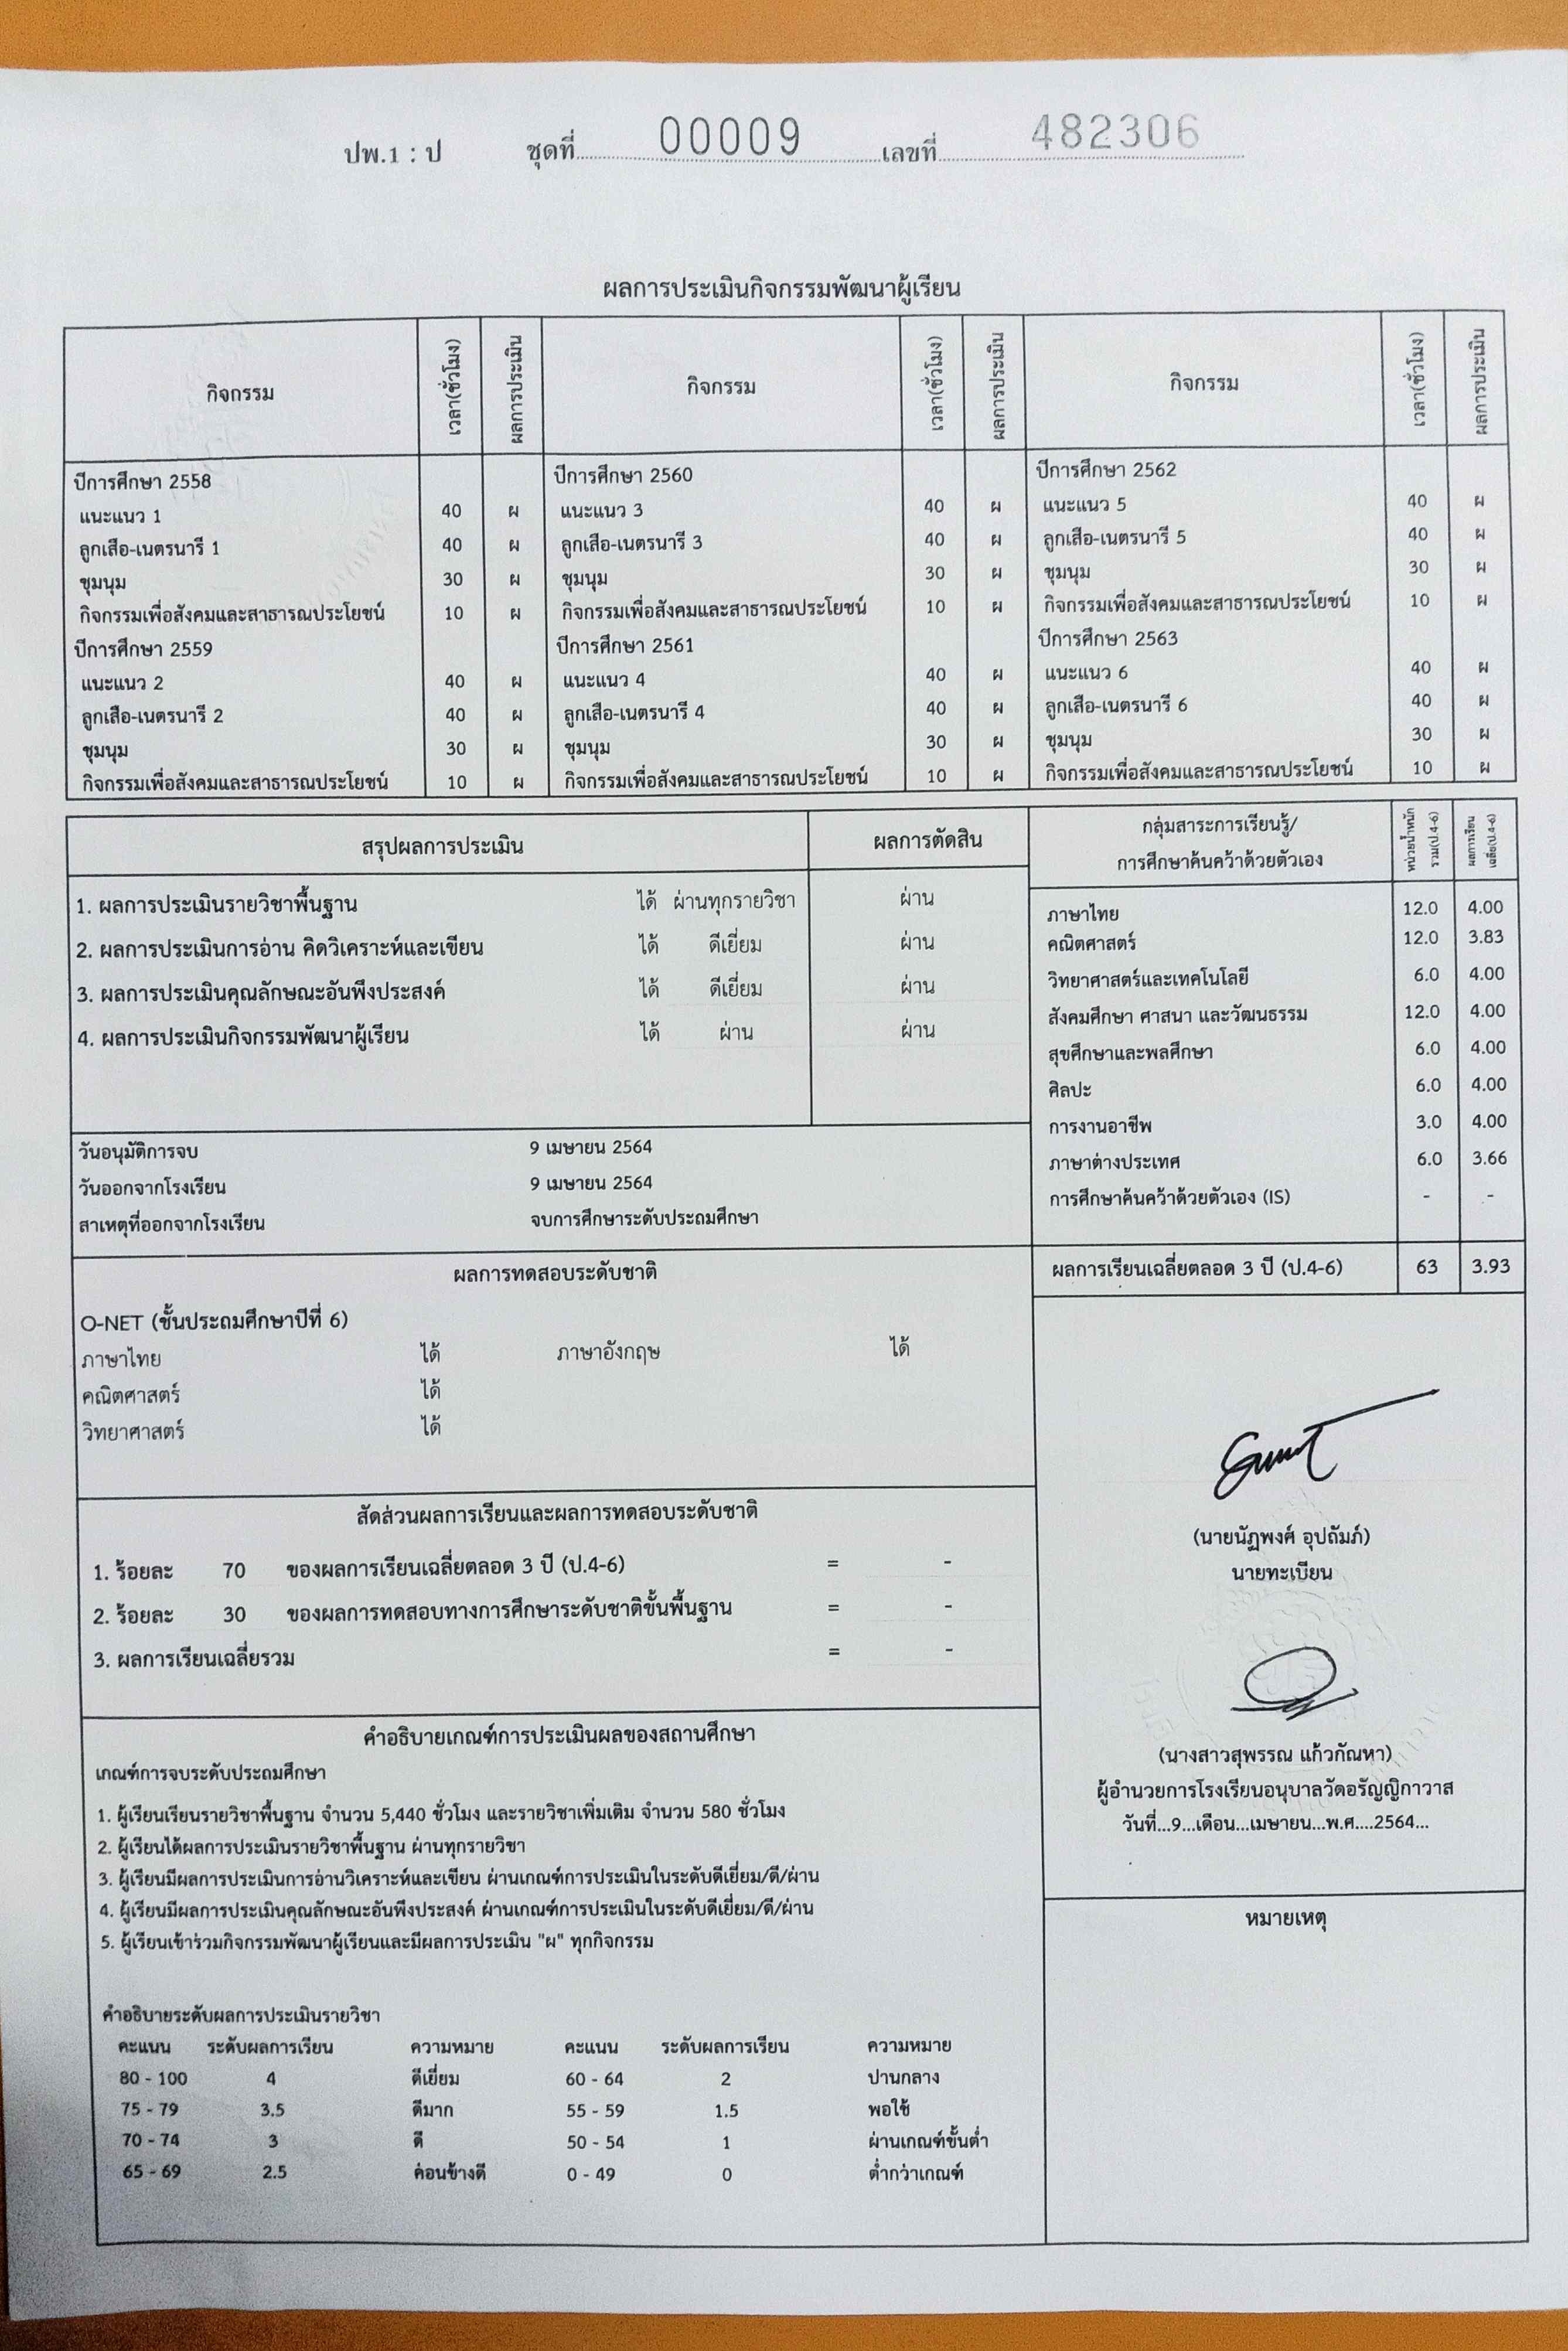 ปพ.1 : ป ชุดที่ 00009 เลขที่ 482306
ผลการประเมินกิจกรรมพัฒนาผู้เรียน
กิจกรรม เวลา(ชั่วโมง) ผลการประเมิน กิจกรรม เวลา(ชั่วโมง) ผลการประเมิน กิจกรรม เวลา(ชั่วโมง) ผลการประเมิน
ปีการศึกษา 2558 ปีการศึกษา 2560 ปีการศึกษา 2562
แนะแนว 1 40 ผ แนะแนว 3 40 ผ แนะแนว 5 40 ผ
ลูกเสือ-เนตรนารี 1 40 ผ ลูกเสือ-เนตรนารี 3 40 ผ ลูกเสือ-เนตรนารี 5 40 ผ
ชุมนุม 30 ผ ชุมนุม 30 ผ ชุมนุม 30 ผ
กิจกรรมเพื่อสังคมและสาธารณประโยชน์ 10 ผ กิจกรรมเพื่อสังคมและสาธารณประโยชน์ 10 ผ กิจกรรมเพื่อสังคมและสาธารณประโยชน์ 10 ผ
ปีการศึกษา 2559 ปีการศึกษา 2561 ปีการศึกษา 2563
แนะแนว 2 40 ผ แนะแนว 4 40 ผ แนะแนว 6 40 ผ
ลูกเสือ-เนตรนารี 2 40 ผ ลูกเสือ-เนตรนารี 4 40 ผ ลูกเสือ-เนตรนารี 6 40 ผ
ชุมนุม 30 ผ ชุมนุม 30 ผ ชุมนุม 30 ผ
กิจกรรมเพื่อสังคมและสาธารณประโยชน์ 10 ผ กิจกรรมเพื่อสังคมและสาธารณประโยชน์ 10 ผ กิจกรรมเพื่อสังคมและสาธารณประโยชน์ 10 ผ
สรุปผลการประเมิน ผลการตัดสิน
1. ผลการประเมินรายวิชาพื้นฐาน ได้ ผ่านทุกรายวิชา ผ่าน
2. ผลการประเมินการอ่าน คิดวิเคราะห์และเขียน ได้ ดีเยี่ยม ผ่าน
3. ผลการประเมินคุณลักษณะอันพึงประสงค์ ได้ ดีเยี่ยม ผ่าน
4. ผลการประเมินกิจกรรมพัฒนาผู้เรียน ได้ ผ่าน ผ่าน
วันอนุมัติการจบ 9 เมษายน 2564
วันออกจากโรงเรียน 9 เมษายน 2564
สาเหตุที่ออกจากโรงเรียน จบการศึกษาระดับประถมศึกษา
กลุ่มสาระการเรียนรู้/
การศึกษาค้นคว้าด้วยตัวเอง
หน่วยน้ำหนัก
รวม(ป.4-6)
ผลการเรียน
เฉลี่ย(ป.4-6)
ภาษาไทย 12.0 4.00
คณิตศาสตร์ 12.0 3.83
วิทยาศาสตร์และเทคโนโลยี 6.0 4.00
สังคมศึกษา ศาสนา และวัฒนธรรม 12.0 4.00
สุขศึกษาและพลศึกษา 6.0 4.00
ศิลปะ 6.0 4.00
การงานอาชีพ 3.0 4.00
ภาษาต่างประเทศ 6.0 3.66
การศึกษาค้นคว้าด้วยตัวเอง (IS) - -
ผลการเรียนเฉลี่ยตลอด 3 ปี (ป.4-6) 63 3.93
ผลการทดสอบระดับชาติ
O-NET (ชั้นประถมศึกษาปีที่ 6)
ภาษาไทย ได้ ภาษาอังกฤษ ได้
คณิตศาสตร์ ได้
วิทยาศาสตร์ ได้
สัดส่วนผลการเรียนและผลการทดสอบระดับชาติ
1. ร้อยละ 70 ของผลการเรียนเฉลี่ยตลอด 3 ปี (ป.4-6) = -
2. ร้อยละ 30 ของผลการทดสอบทางการศึกษาระดับชาติขั้นพื้นฐาน = -
3. ผลการเรียนเฉลี่ยรวม = -
(นายนัฏพงศ์ อุปถัมภ์)
นายทะเบียน
(นางสาวสุพรรณ แก้วกัณหา)
ผู้อำนวยการโรงเรียนอนุบาลวัดอรัญญิกาวาส
วันที่...9...เดือน...เมษายน...พ.ศ....2564...
หมายเหตุ
คำอธิบายเกณฑ์การประเมินผลของสถานศึกษา
เกณฑ์การจบระดับประถมศึกษา
1. ผู้เรียนเรียนรายวิชาพื้นฐาน จำนวน 5,440 ชั่วโมง และรายวิชาเพิ่มเติม จำนวน 580 ชั่วโมง
2. ผู้เรียนได้ผลการประเมินรายวิชาพื้นฐาน ผ่านทุกรายวิชา
3. ผู้เรียนมีผลการประเมินการอ่านวิเคราะห์และเขียน ผ่านเกณฑ์การประเมินในระดับดีเยี่ยม/ดี/ผ่าน
4. ผู้เรียนมีผลการประเมินคุณลักษณะอันพึงประสงค์ ผ่านเกณฑ์การประเมินในระดับดีเยี่ยม/ดี/ผ่าน
5. ผู้เรียนเข้าร่วมกิจกรรมพัฒนาผู้เรียนและมีผลการประเมิน "ผ" ทุกกิจกรรม
คำอธิบายระดับผลการประเมินรายวิชา
คะแนน ระดับผลการเรียน ความหมาย คะแนน ระดับผลการเรียน ความหมาย
80 - 100 4 ดีเยี่ยม 60 - 64 2 ปานกลาง
75 - 79 3.5 ดีมาก 55 - 59 1.5 พอใช้
70 - 74 3 ดี 50 - 54 1 ผ่านเกณฑ์ขั้นต่ำ
65 - 69 2.5 ค่อนข้างดี 0 - 49 0 ต่ำกว่าเกณฑ์